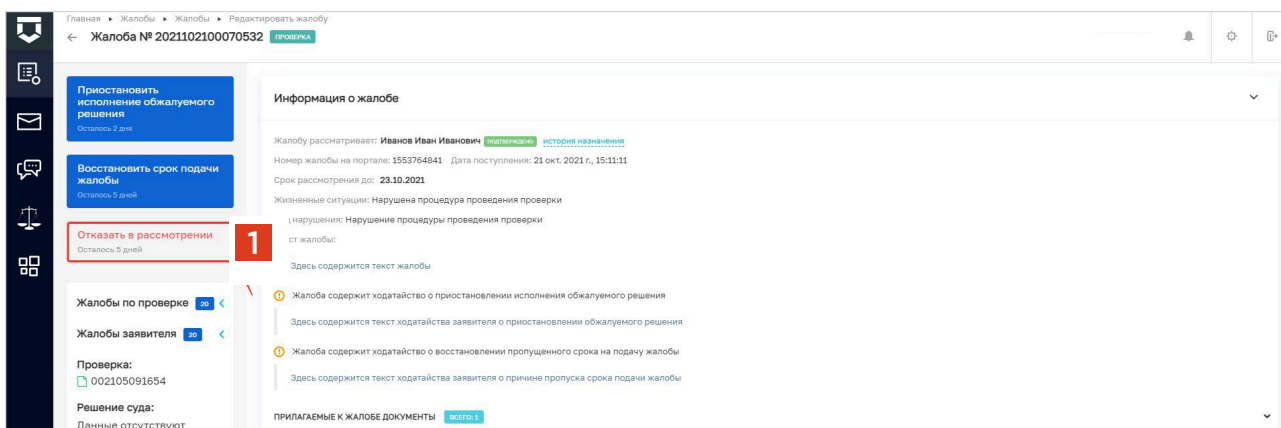 Главная ▸ Жалобы ▸ Жалобы ▸ Редактировать жалобу
← Жалоба № 2021102100070532 ПРОВЕРКА
Приостановить
исполнение обжалуемого
решения
Осталось 2 дня
Восстановить срок подачи
жалобы
Осталось 5 дней
Отказать в рассмотрении
Осталось 5 дней
1
Жалобы по проверке 20
Жалобы заявителя 20
Проверка:
002105091654
Решение суда:
Данные отсутствуют
Информация о жалобе
Жалобу рассматривает: Иванов Иван Иванович ПОДТВЕРЖДЕНО история назначения
Номер жалобы на портале: 1553764841 Дата поступления: 21 окт. 2021 г., 15:11:11
Срок рассмотрения до: 23.10.2021
Жизненные ситуации: Нарушена процедура проведения проверки
нарушения: Нарушение процедуры проведения проверки
ст жалобы:
Здесь содержится текст жалобы
Жалоба содержит ходатайство о приостановлении исполнения обжалуемого решения
Здесь содержится текст ходатайства заявителя о приостановлении обжалуемого решения
Жалоба содержит ходатайство о восстановлении пропущенного срока на подачу жалобы
Здесь содержится текст ходатайства заявителя о причине пропуска срока подачи жалобы
ПРИЛАГАЕМЫЕ К ЖАЛОБЕ ДОКУМЕНТЫ ВСЕГО: 1